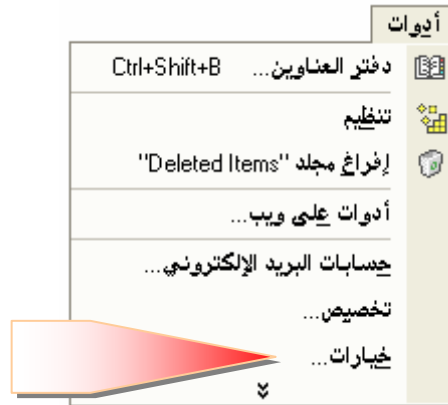 أدوات
دفتر العناوين... Ctrl+Shift+B
تنظيم
إفراغ مجلد "Deleted Items"
أدوات على ويب...
حسابات البريد الإلكتروني...
تخصيص...
خيارات...